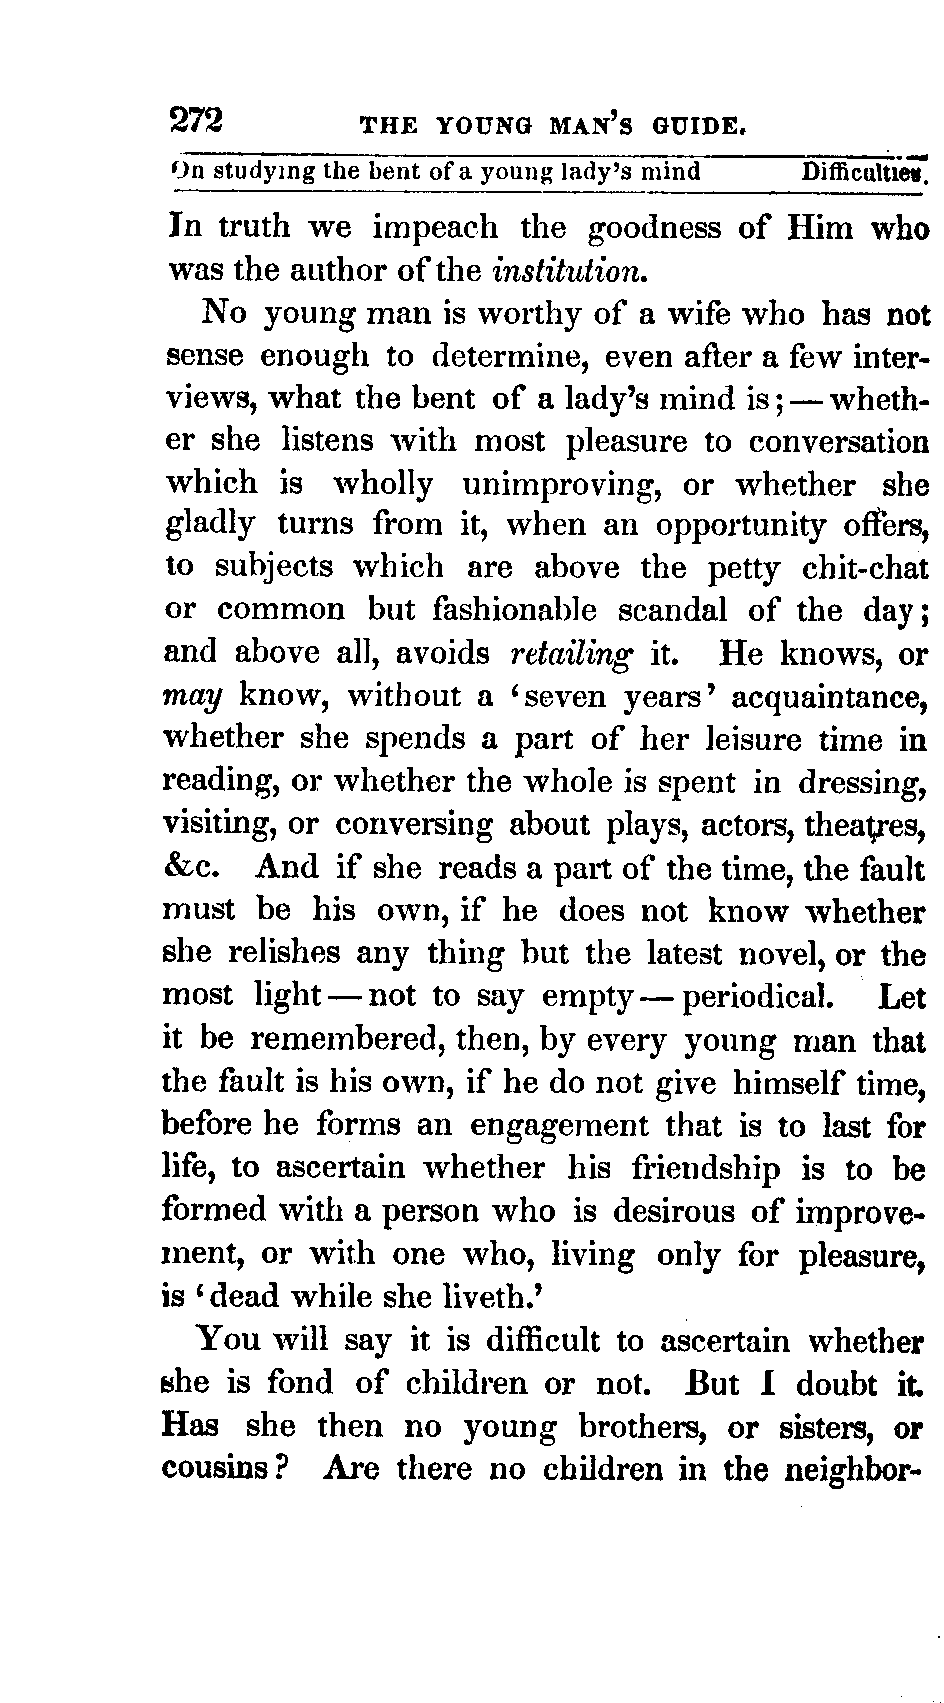 272 THE YOUNG MAN'S GUIDE.
On studying the bent of a young lady's mind Difficulties.
In truth we impeach the goodness of Him who
was the author of the institution.
No young man is worthy of a wife who has not
sense enough to determine, even after a few inter-
views, what the bent of a lady's mind is; — wheth-
er she listens with most pleasure to conversation
which is wholly unimproving, or whether she
gladly turns from it, when an opportunity offers,
to subjects which are above the petty chit-chat
or common but fashionable scandal of the day;
and above all, avoids retailing it. He knows, or
may know, without a 'seven years' acquaintance,
whether she spends a part of her leisure time in
reading, or whether the whole is spent in dressing,
visiting, or conversing about plays, actors, theatres,
&c. And if she reads a part of the time, the fault
must be his own, if he does not know whether
she relishes any thing but the latest novel, or the
most light — not to say empty — periodical. Let
it be remembered, then, by every young man that
the fault is his own, if he do not give himself time,
before he forms an engagement that is to last for
life, to ascertain whether his friendship is to be
formed with a person who is desirous of improve-
ment, or with one who, living only for pleasure,
is 'dead while she liveth.'
You will say it is difficult to ascertain whether
she is fond of children or not. But I doubt it.
Has she then no young brothers, or sisters, or
cousins? Are there no children in the neighbor-